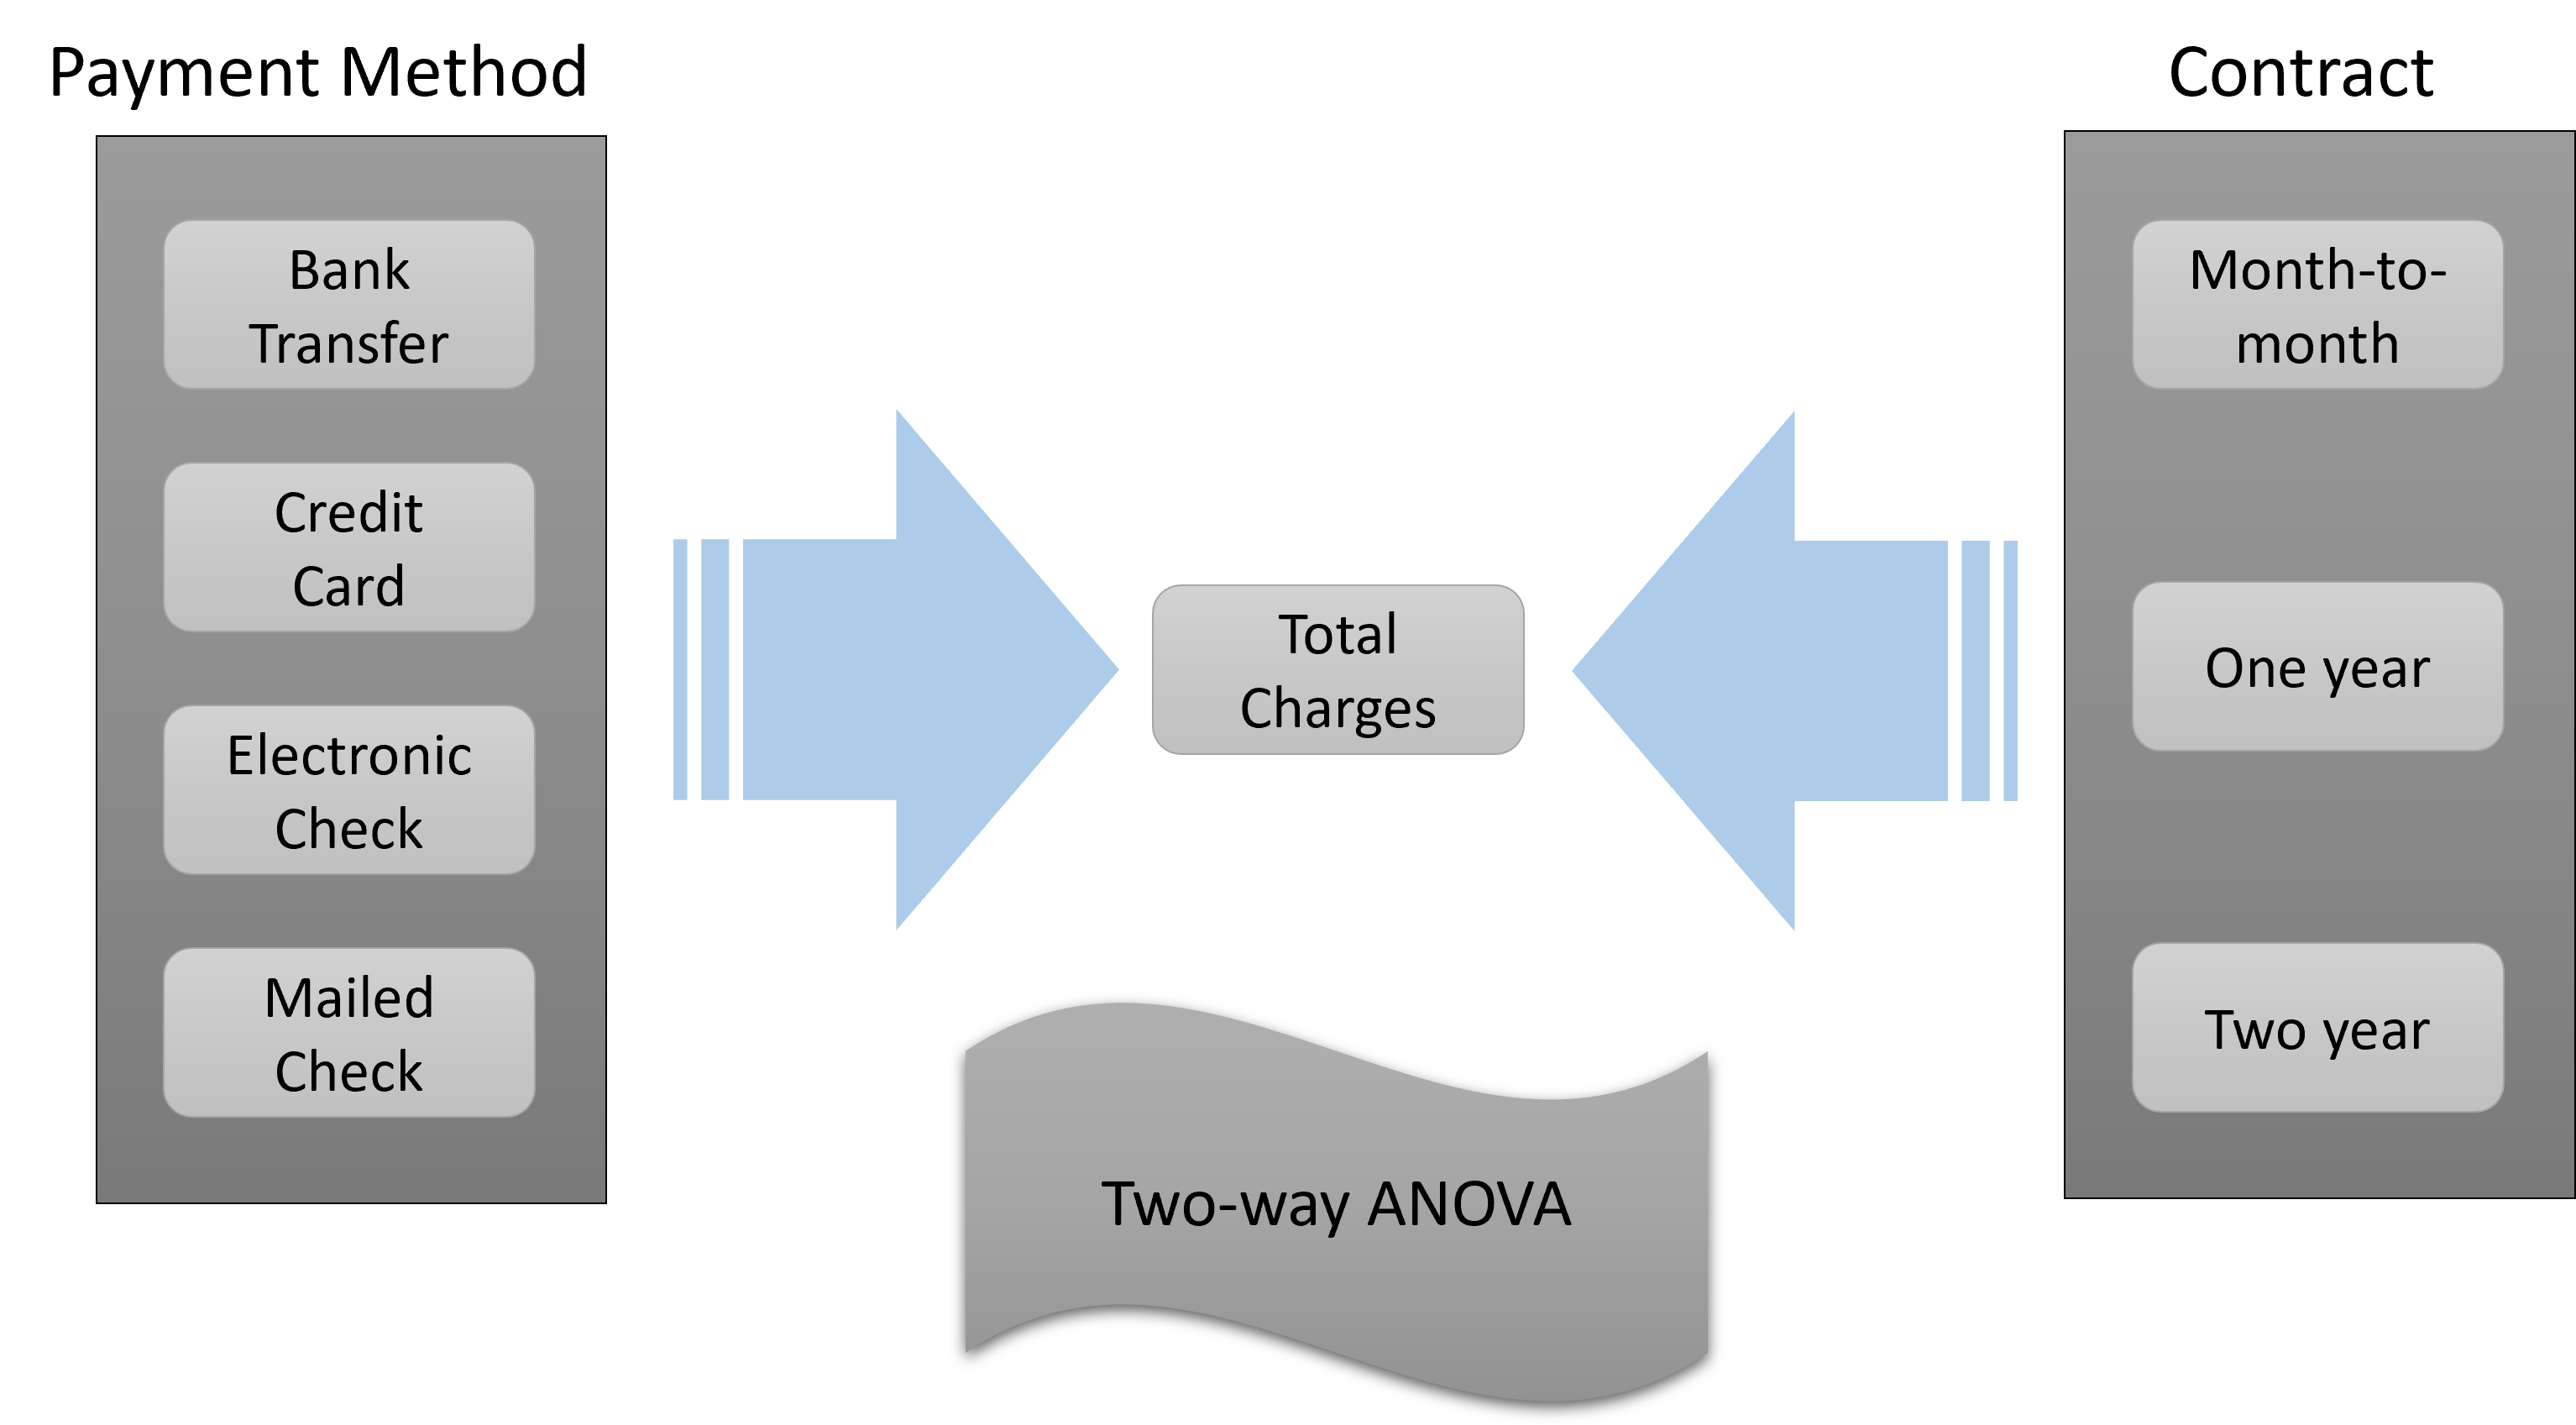 Payment Method
Bank
Transfer
Credit
Card
Electronic
Check
Mailed
Check
Total
Charges
Two-way ANOVA
Contract
Month-to-
month
One year
Two year